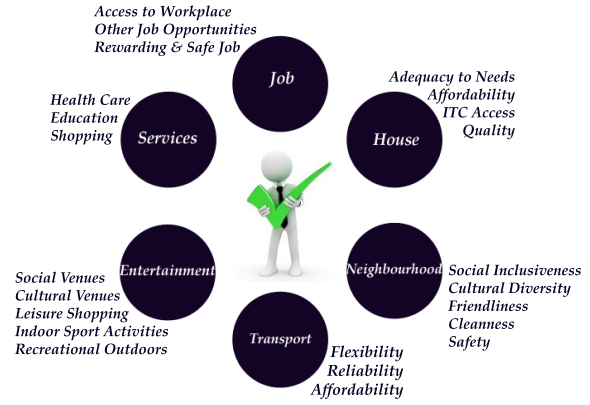 Access to Workplace
Other Job Opportunities
Rewarding & Safe Job
Job
Adequacy to Needs
Affordability
ITC Access
Quality
House
Health Care
Education
Shopping
Services
Entertainment
Social Venues
Cultural Venues
Leisure Shopping
Indoor Sport Activities
Recreational Outdoors
Neighbourhood
Social Inclusiveness
Cultural Diversity
Friendliness
Cleanness
Safety
Transport
Flexibility
Reliability
Affordability